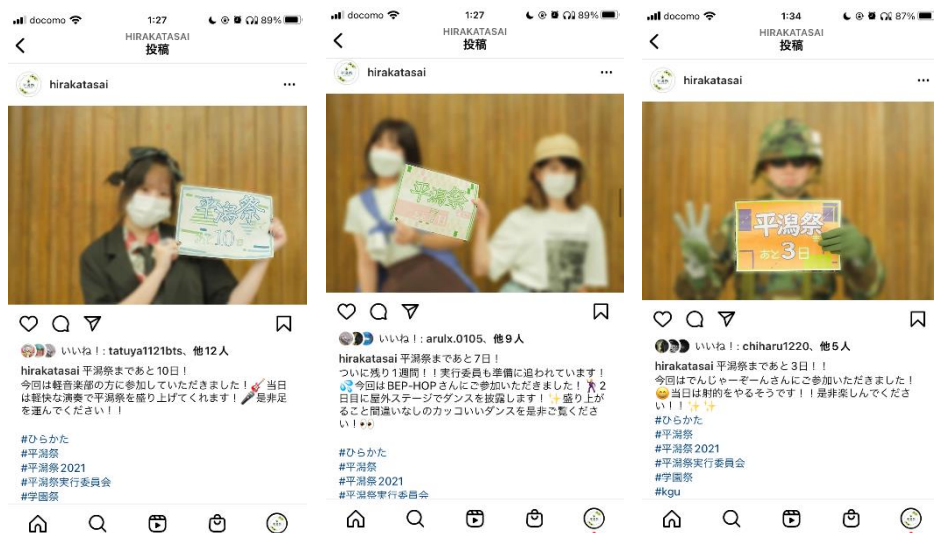 docomo
1:27
89%
HIRAKATASAI
投稿
hirakatasai
平潟祭
あと10日
いいね！: tatuya1121bts、他12人
hirakatasai 平潟祭まであと10日！
今回は軽音楽部の方に参加していただきました！🎸当日
は軽快な演奏で平潟祭を盛り上げてくれます！🎤是非足
を運んでください！！
#ひらかた
#平潟祭
#平潟祭2021
#平潟祭実行委員会
#学園祭
docomo
1:27
89%
HIRAKATASAI
投稿
hirakatasai
平潟祭
いいね！: arulx.0105、他9人
hirakatasai 平潟祭まであと7日！
ついに残り1週間！！実行委員も準備に追われています！
💦今回はBEP-HOPさんにご参加いただきました！💃2
日目に屋外ステージでダンスを披露します！✨盛り上が
ること間違いなしのカッコいいダンスを是非ご覧くださ
い！👀
#ひらかた
#平潟祭
#平潟祭2021
#平潟祭実行委員会
docomo
1:34
87%
HIRAKATASAI
投稿
hirakatasai
平潟祭
あと3日
いいね！: chiharu1220、他5人
hirakatasai 平潟祭まであと3日！！
今回はでんじゃーぞーんさんにご参加いただきました！
😄当日は射的をやるそうです！！是非楽しんでくださ
い！！✨✨
#ひらかた
#平潟祭
#平潟祭2021
#平潟祭実行委員会
#学園祭
#kgu